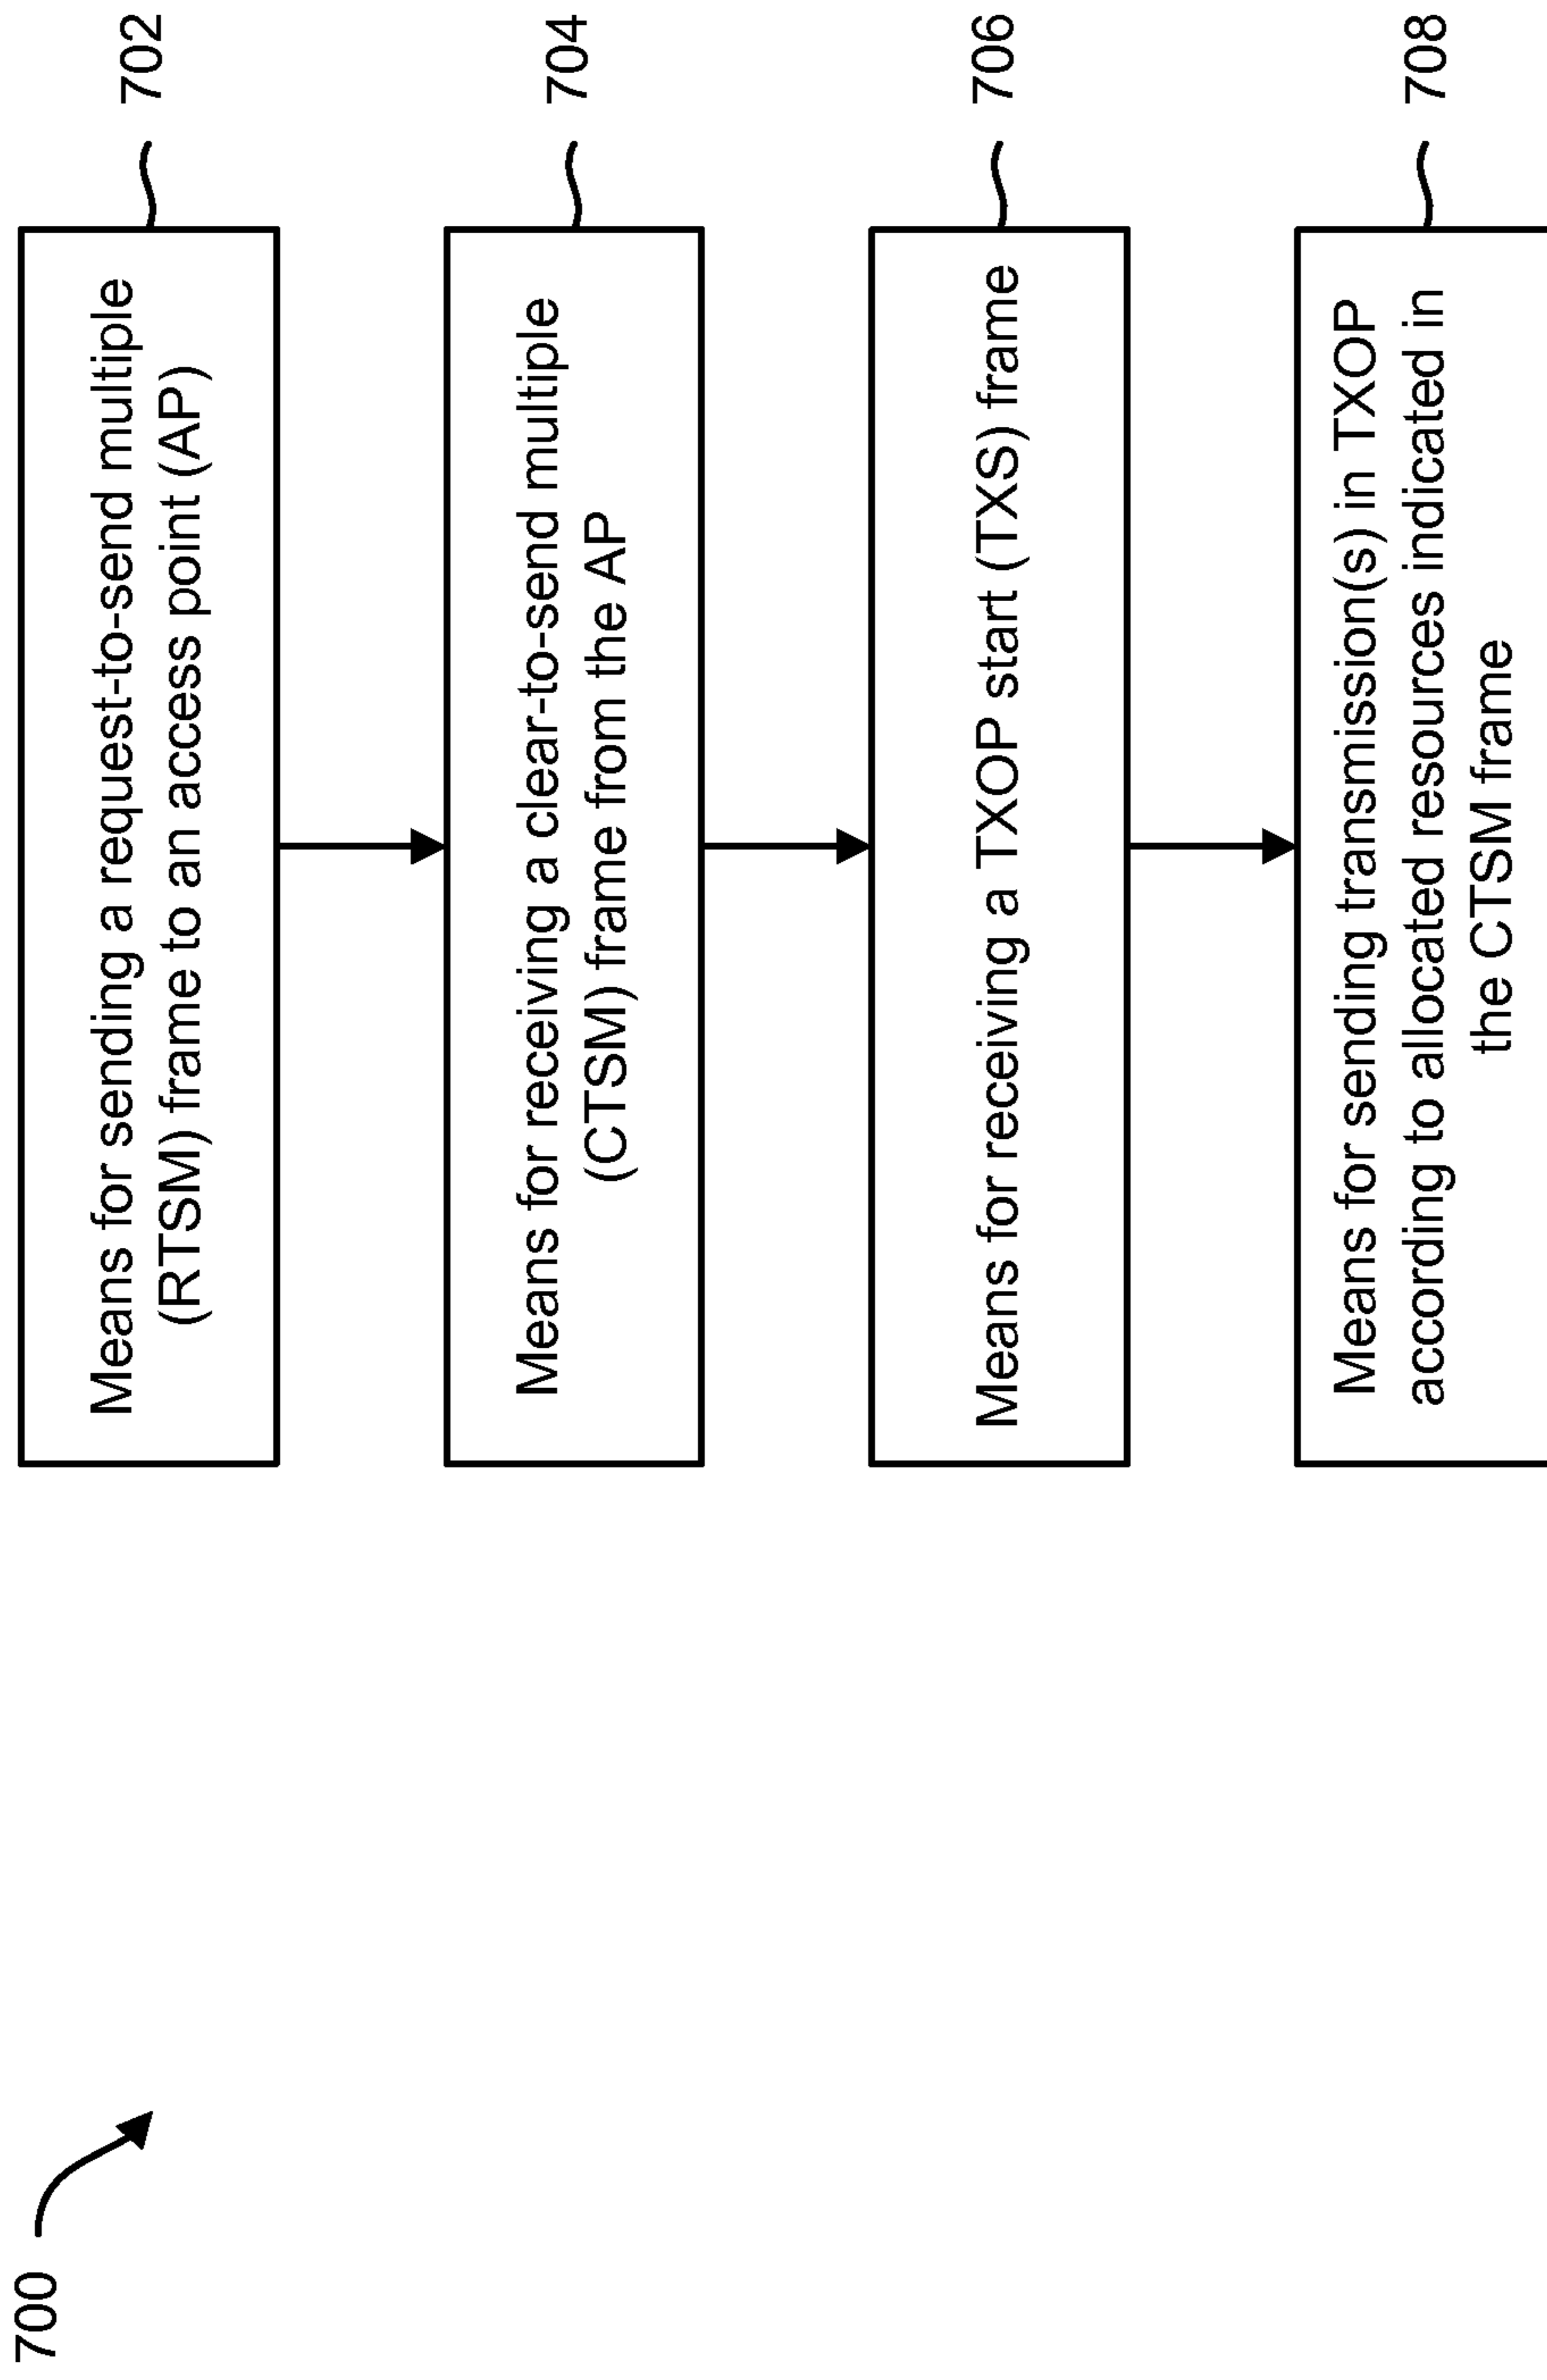 700
Means for sending a request-to-send multiple
(RTSM) frame to an access point (AP)
702
Means for receiving a clear-to-send multiple
(CTSM) frame from the AP
704
Means for receiving a TXOP start (TXS) frame
706
Means for sending transmission(s) in TXOP
according to allocated resources indicated in
the CTSM frame
708